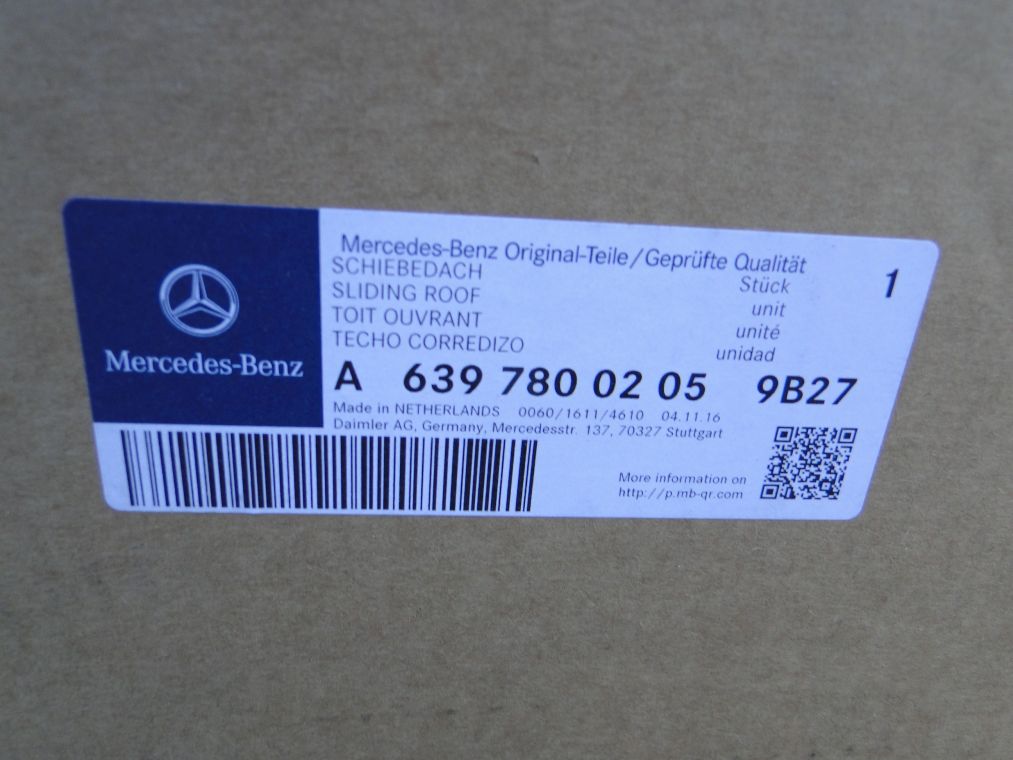 Mercedes-Benz
Mercedes-Benz Original-Teile/Geprüfte Qualität
SCHIEBEDACH Stück 1
SLIDING ROOF unit
TOIT OUVRANT unité
TECHO CORREDIZO unidad
A 639 780 02 05 9B27
Made in NETHERLANDS 0060/1611/4610 04.11.16
Daimler AG, Germany, Mercedesstr. 137, 70327 Stuttgart
More information on
http://p.mb-qr.com